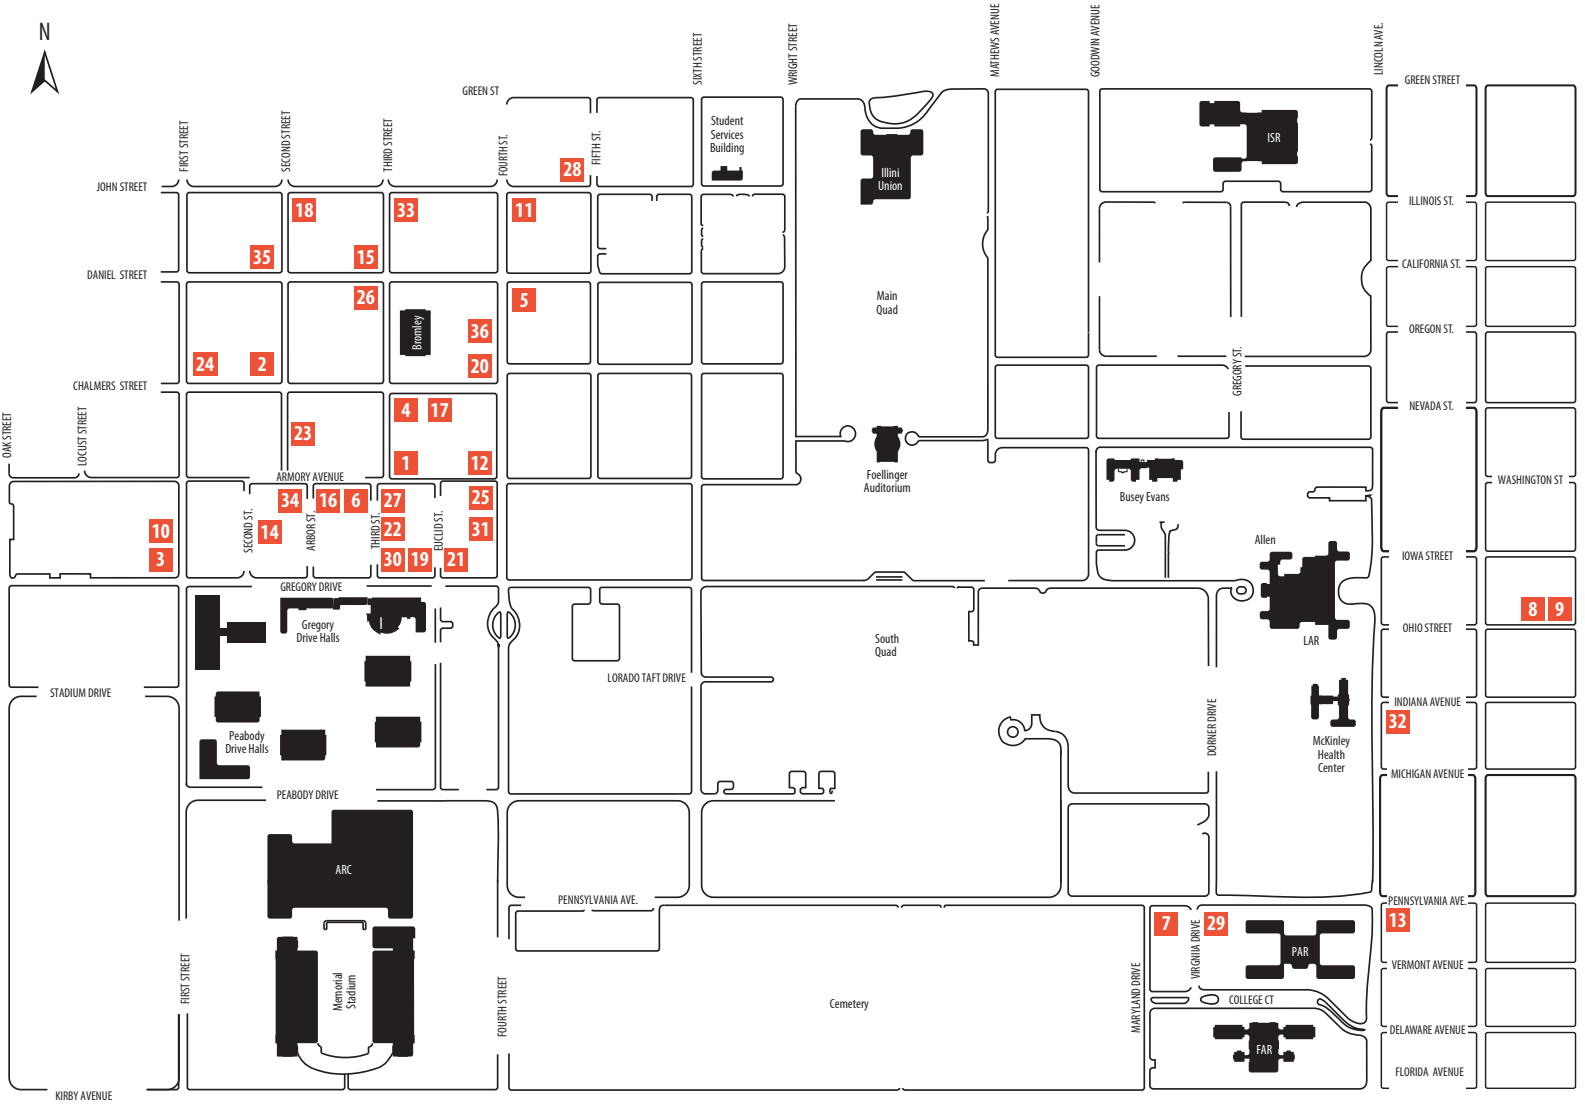 N
GREEN ST
SIXTH STREET
WRIGHT STREET
MATHEWS AVENUE
GOODWIN AVENUE
LINCOLN AVE.
GREEN STREET
FIRST STREET
SECOND STREET
THIRD STREET
FOURTH ST.
FIFTH ST.
Student
Services
Building
Illini
Union
ISR
28
JOHN STREET
ILLINOIS ST.
18
33
11
35
15
CALIFORNIA ST.
DANIEL STREET
26
5
Main
Quad
Bromley
36
OREGON ST.
24
2
20
GREGORY ST.
CHALMERS STREET
NEVADA ST.
4
17
OAK STREET
LOCUST STREET
23
1
12
ARMORY AVENUE
Foellinger
Auditorium
Busey Evans
WASHINGTON ST
34
16
6
27
25
10
14
22
31
SECOND ST.
ARBOR ST.
THIRD ST.
EUCLID ST.
3
30
19
21
Allen
IOWA STREET
GREGORY DRIVE
8
9
Gregory
Drive Halls
South
Quad
OHIO STREET
LAR
LORADO TAFT DRIVE
STADIUM DRIVE
INDIANA AVENUE
32
Peabody
Drive Halls
DORNER DRIVE
McKinley
Health
Center
MICHIGAN AVENUE
PEABODY DRIVE
ARC
PENNSYLVANIA AVE.
PENNSYLVANIA AVE.
7
29
13
VIRGNIIA DRIVE
PAR
VERMONT AVENUE
FIRST STREET
Memorial
Stadium
FOURTH STREET
Cemetery
MARYLAND DRIVE
COLLEGE CT
DELAWARE AVENUE
FAR
FLORIDA AVENUE
KIRBY AVENUE